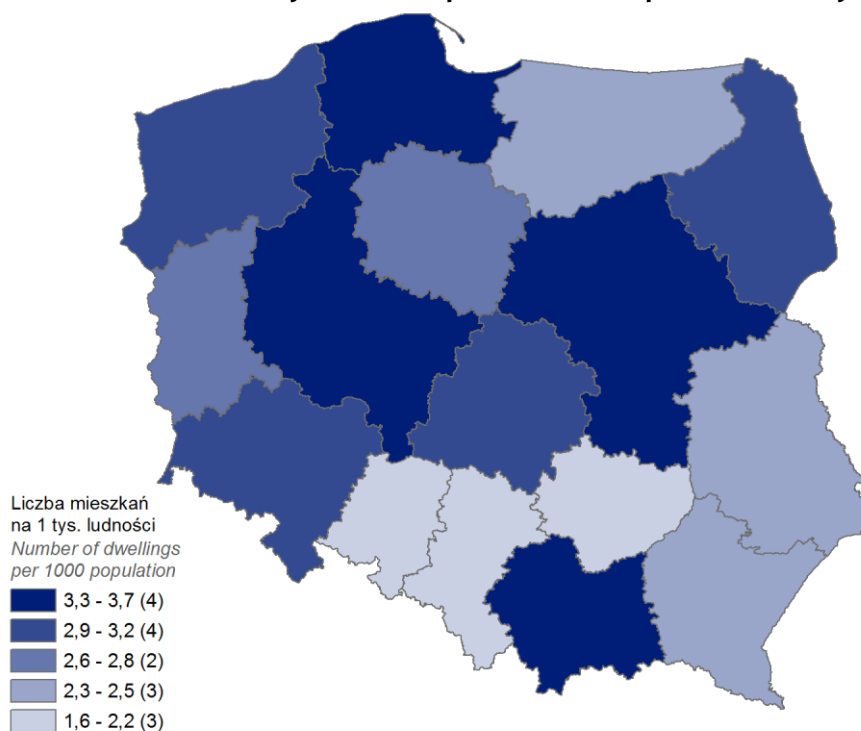 Liczba mieszkań
na 1 tys. ludności
Number of dwellings
per 1000 population
3,3 - 3,7 (4)
2,9 - 3,2 (4)
2,6 - 2,8 (2)
2,3 - 2,5 (3)
1,6 - 2,2 (3)